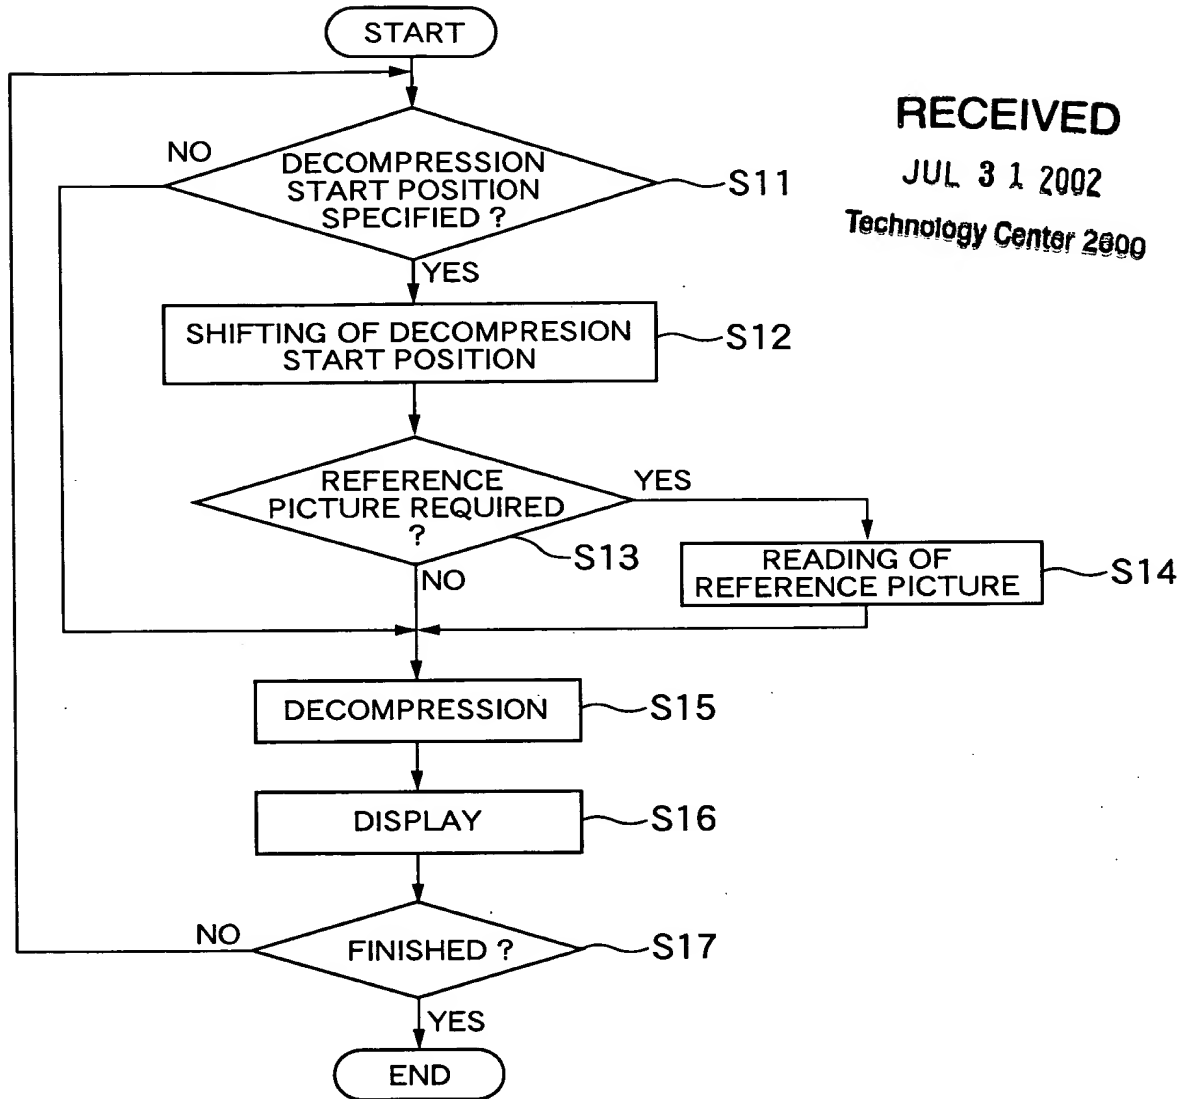 START
RECEIVED
JUL 31 2002
Technology Center 2600
NO
DECOMPRESSION
START POSITION
SPECIFIED ?
S11
YES
SHIFTING OF DECOMPRESION
START POSITION
S12
REFERENCE
PICTURE REQUIRED
?
YES
S13
NO
READING OF
REFERENCE PICTURE
S14
DECOMPRESSION
S15
DISPLAY
S16
NO
FINISHED ?
S17
YES
END